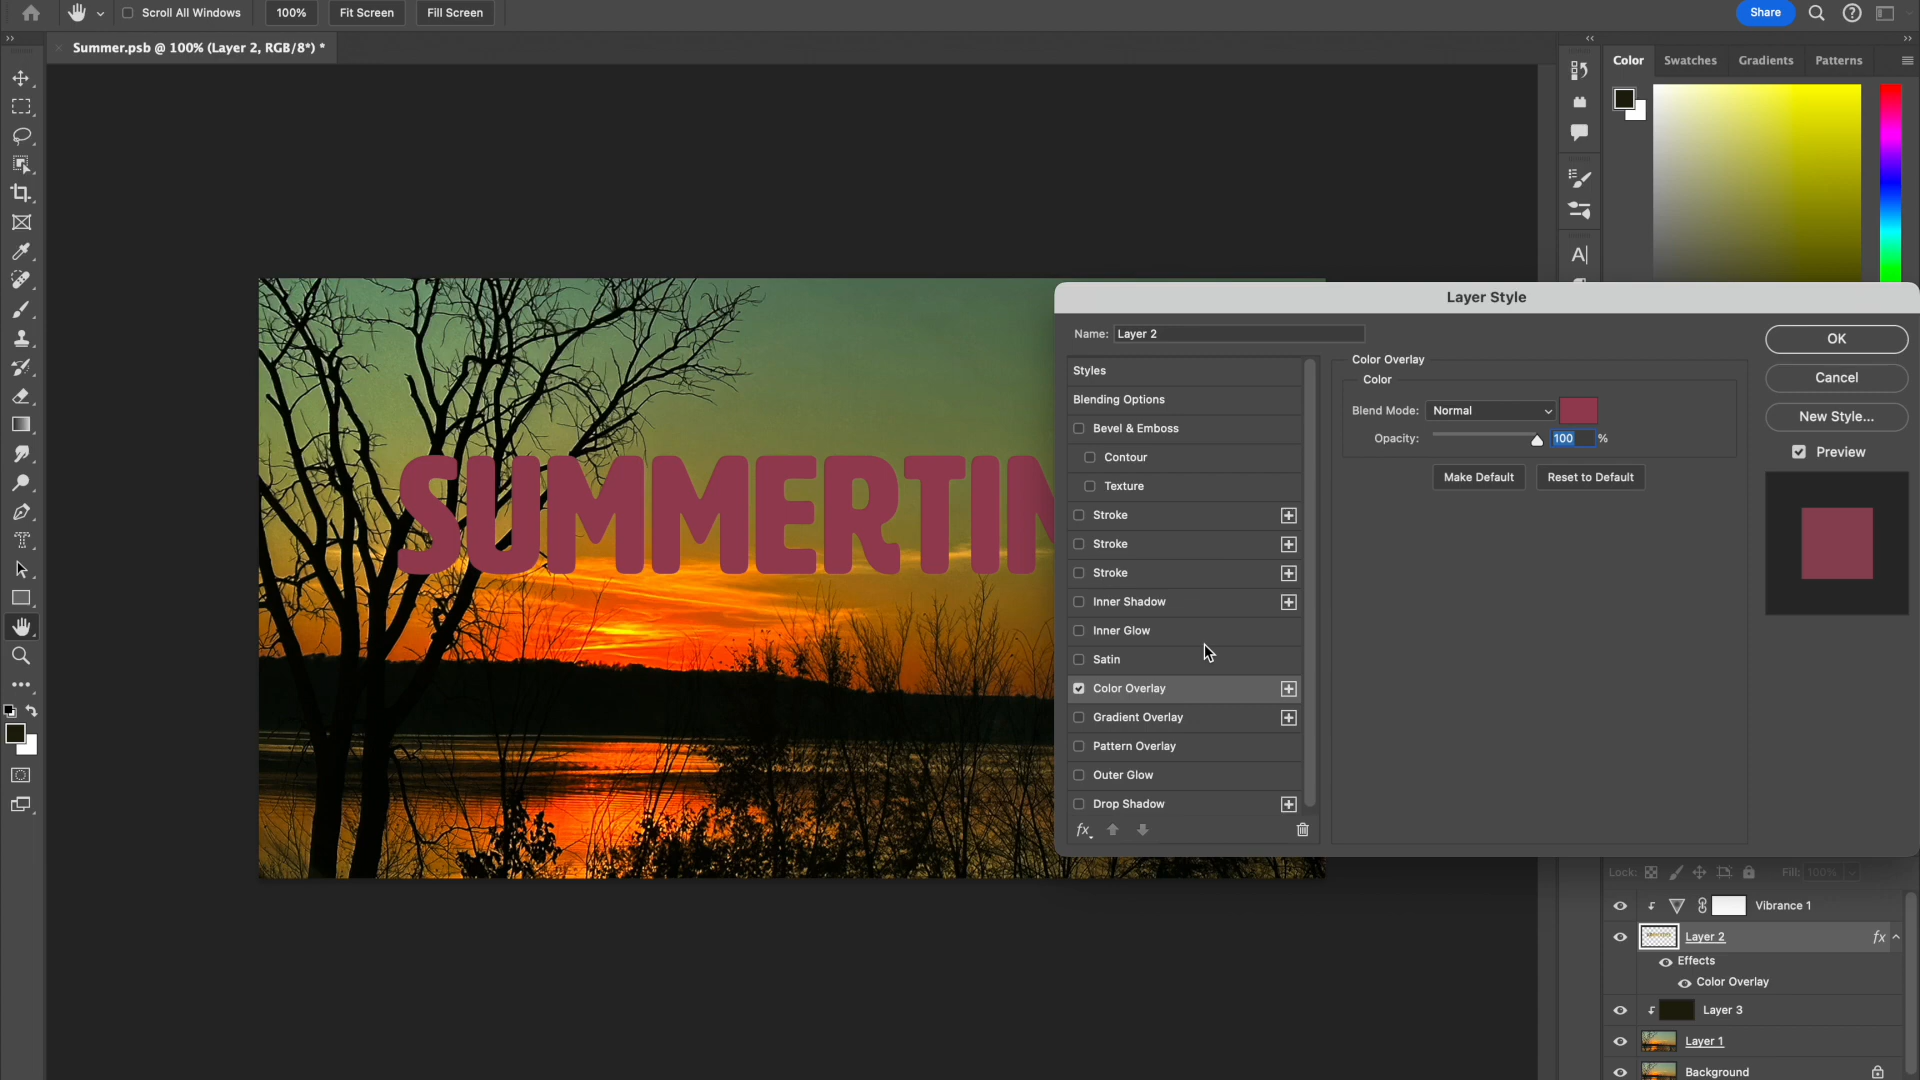 Scroll All Windows 100% Fit Screen Fill Screen Share
Summer.psb @ 100% (Layer 2, RGB/8*) *
Color Swatches Gradients Patterns
SUMMERTIM
Layer Style
Name: Layer 2
Styles
Blending Options
Bevel & Emboss
Contour
Texture
Stroke
Stroke
Stroke
Inner Shadow
Inner Glow
Satin
Color Overlay
Gradient Overlay
Pattern Overlay
Outer Glow
Drop Shadow
fx
Color Overlay
Color
Blend Mode: Normal
Opacity: 100 %
Make Default Reset to Default
OK
Cancel
New Style...
Preview
Lock: Fill: 100%
Vibrance 1
Layer 2 fx
Effects
Color Overlay
Layer 3
Layer 1
Background